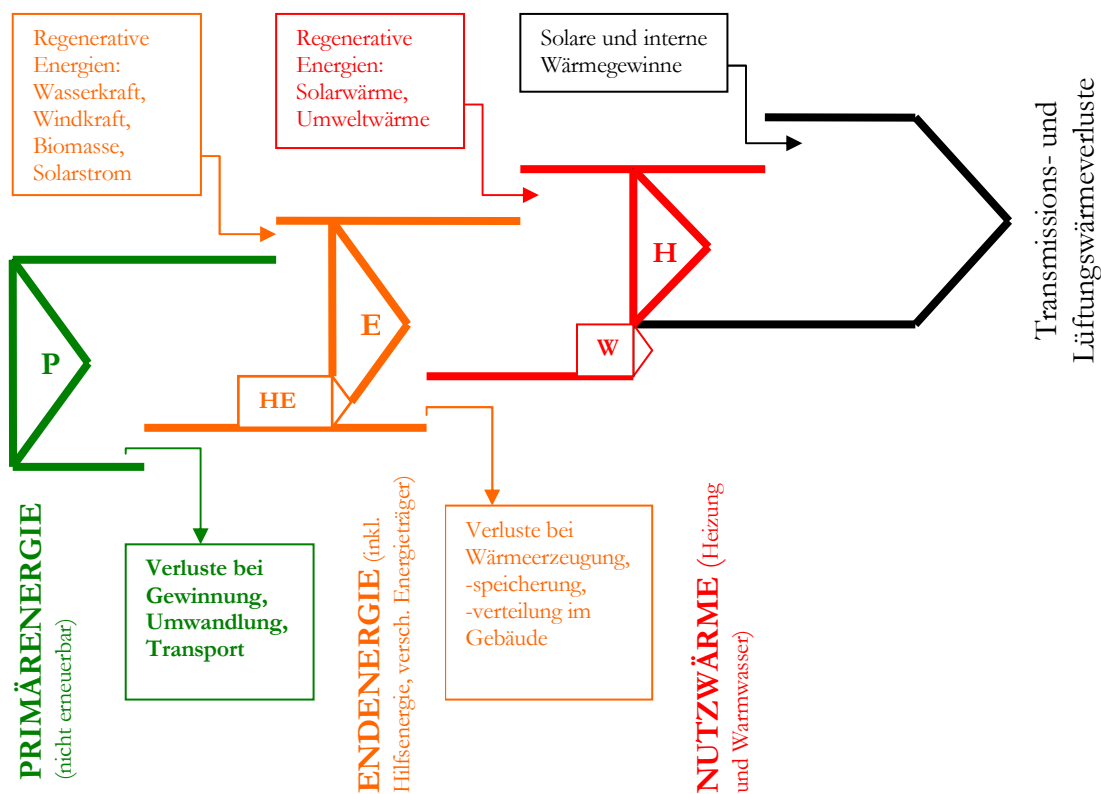 Regenerative
Energien:
Wasserkraft,
Windkraft,
Biomasse,
Solarstrom
Regenerative
Energien:
Solarwärme,
Umweltwärme
Solare und interne
Wärmegewinne
Transmissions- und
Lüftungswärmeverluste
P
E
H
HE
W
PRIMÄRENERGIE
(nicht erneuerbar)
Verluste bei
Gewinnung,
Umwandlung,
Transport
ENDENERGIE (inkl.
Hilfsenergie, versch. Energieträger)
Verluste bei
Wärmeerzeugung,
-speicherung,
-verteilung im
Gebäude
NUTZWÄRME (Heizung
und Warmwasser)